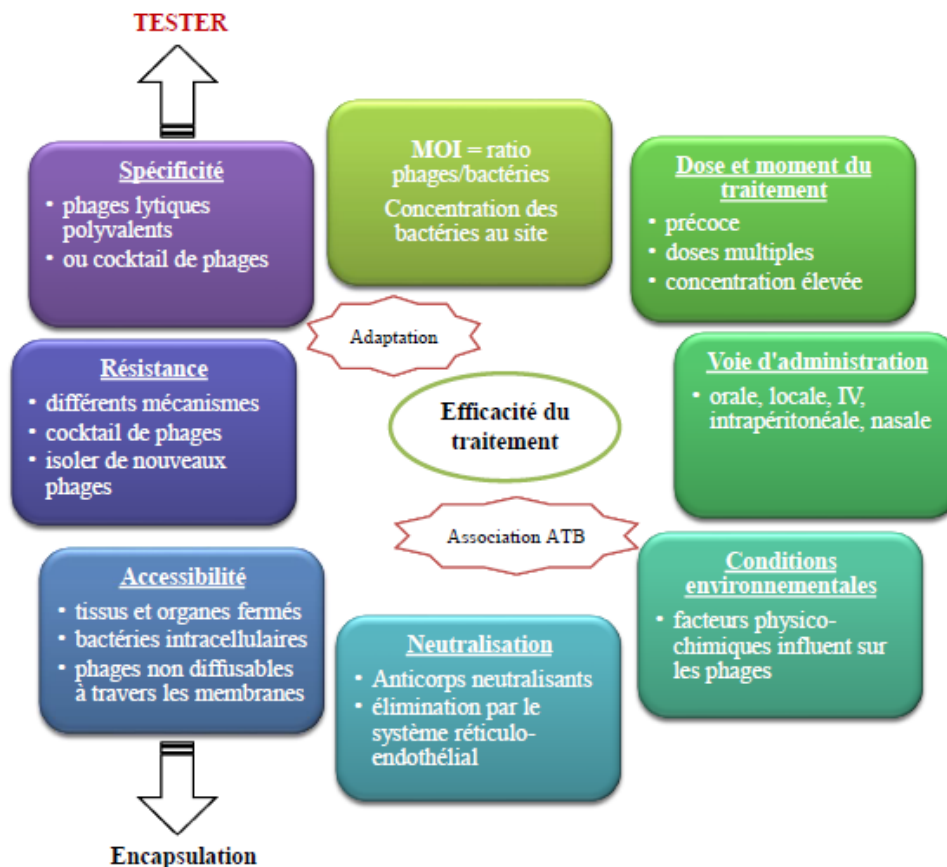 TESTER
Spécificité
• phages lytiques
polyvalents
• ou cocktail de phages
MOI = ratio
phages/bactéries
Concentration des
bactéries au site
Dose et moment du
traitement
• précoce
• doses multiples
• concentration élevée
Adaptation
Résistance
• différents mécanismes
• cocktail de phages
• isoler de nouveaux
phages
Efficacité du
traitement
Voie d'administration
• orale, locale, IV,
intrapéritonéale, nasale
Association ATB
Accessibilité
• tissus et organes fermés
• bactéries intracellulaires
• phages non diffusables
à travers les membranes
Neutralisation
• Anticorps neutralisants
• élimination par le
système réticulo-
endothélial
Conditions
environnementales
• facteurs physico-
chimiques influent sur
les phages
Encapsulation